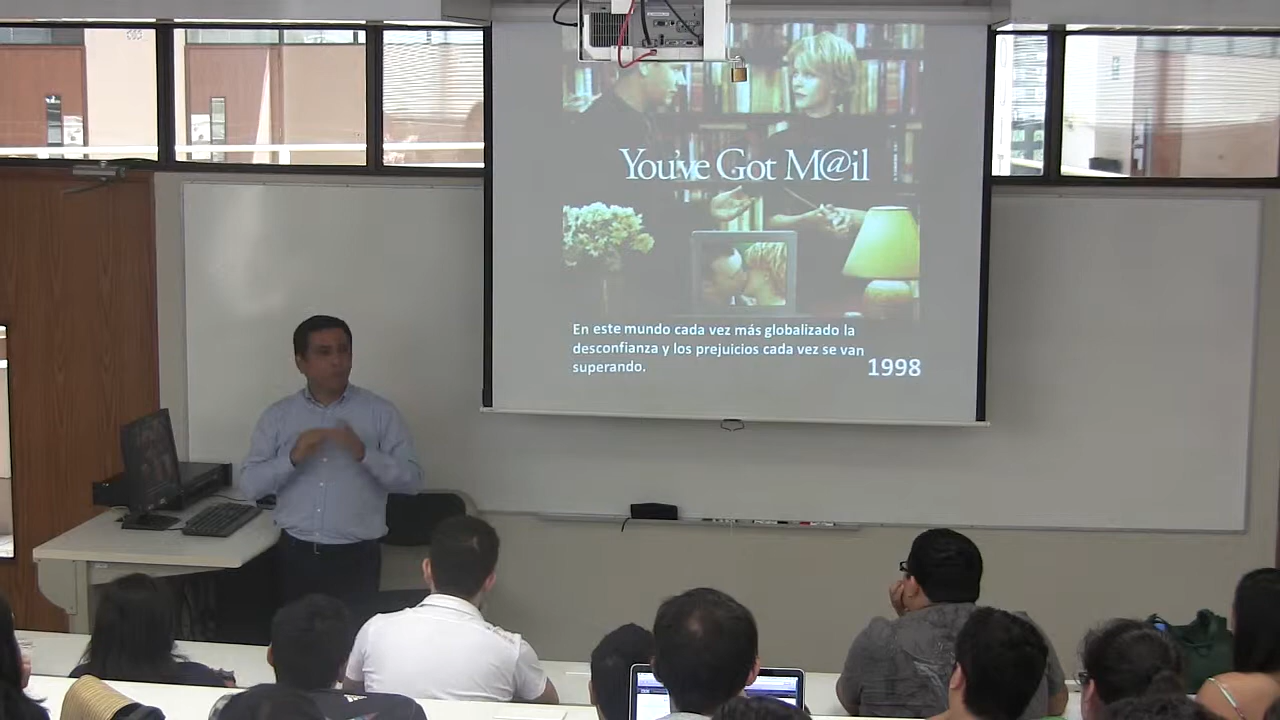 You've Got M@il
En este mundo cada vez más globalizado la
desconfianza y los prejuicios cada vez se van
superando.
1998